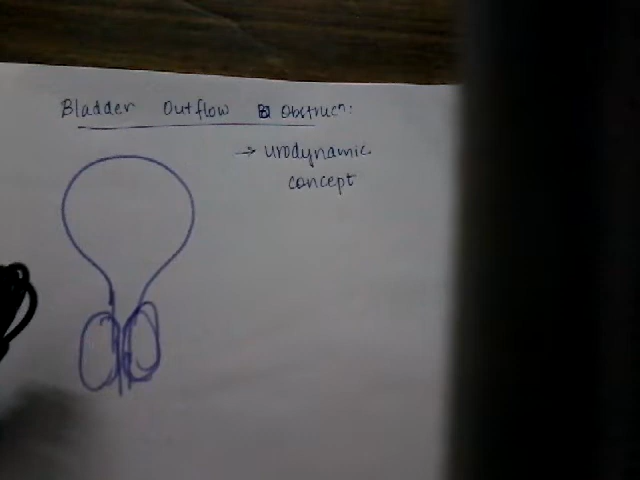 Bladder Outflow Obstrucn:
→ urodynamic
concept